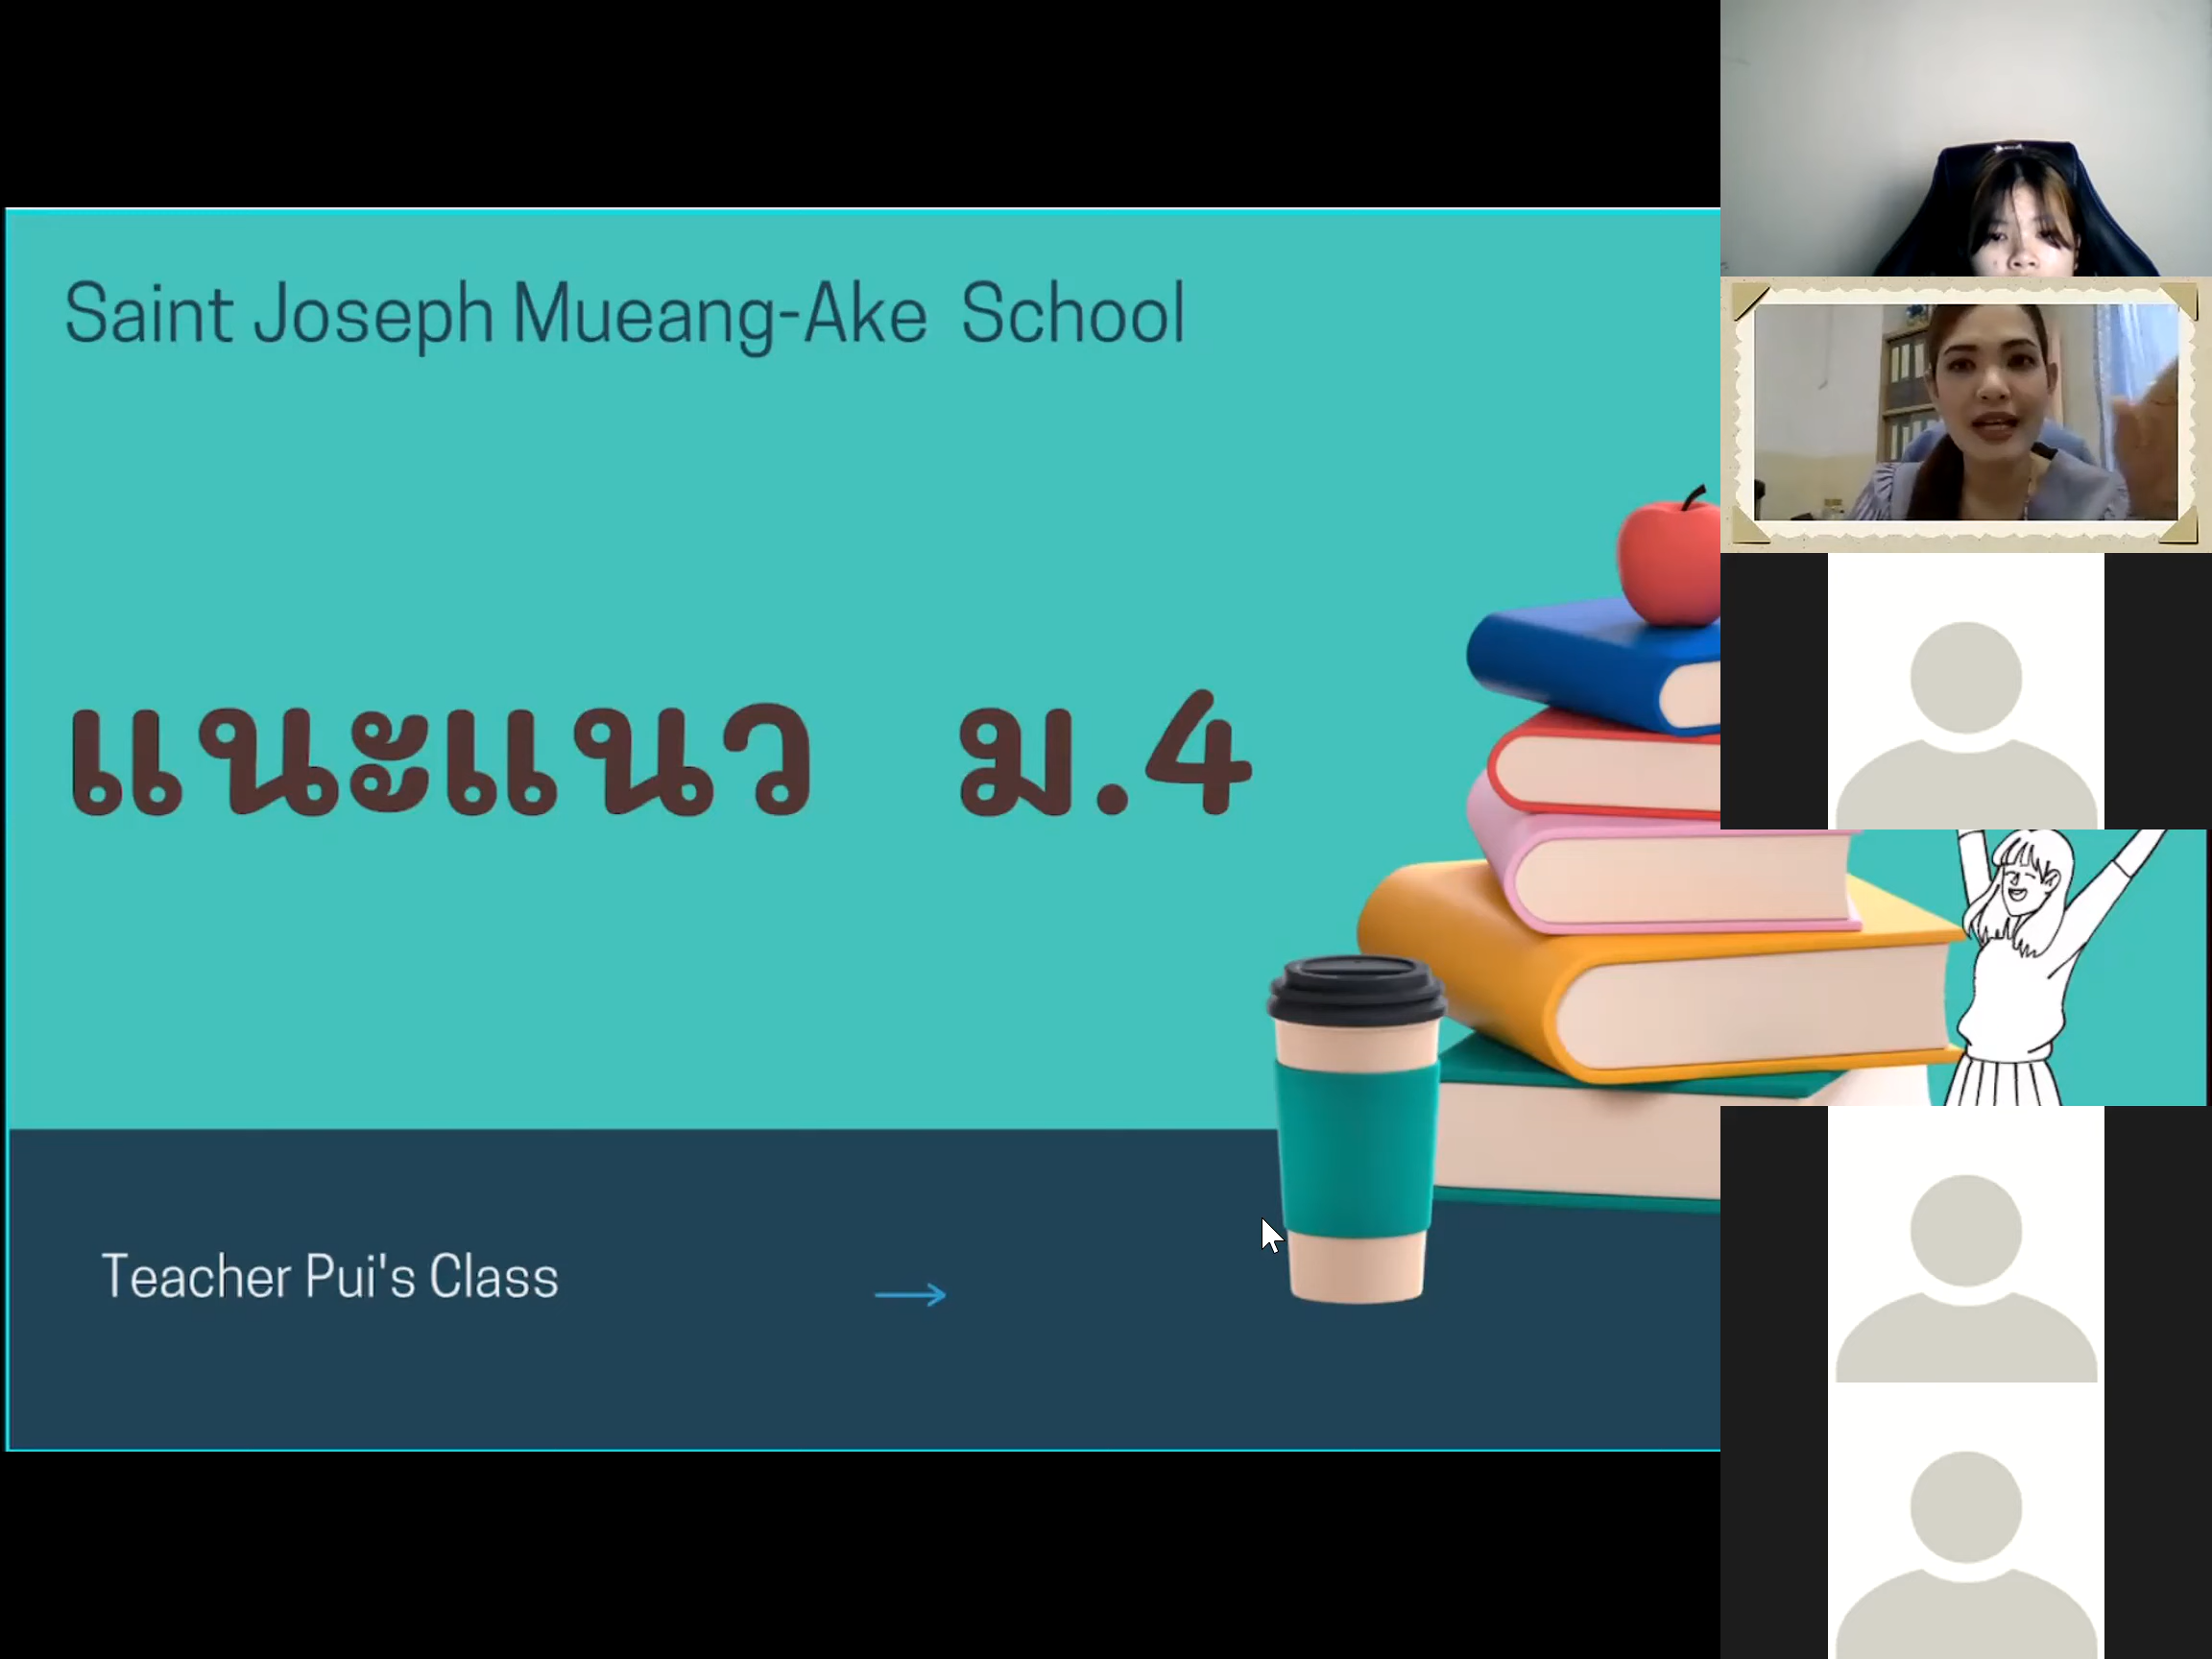 Saint Joseph Mueang-Ake School
แนะแนว ม.4
Teacher Pui's Class